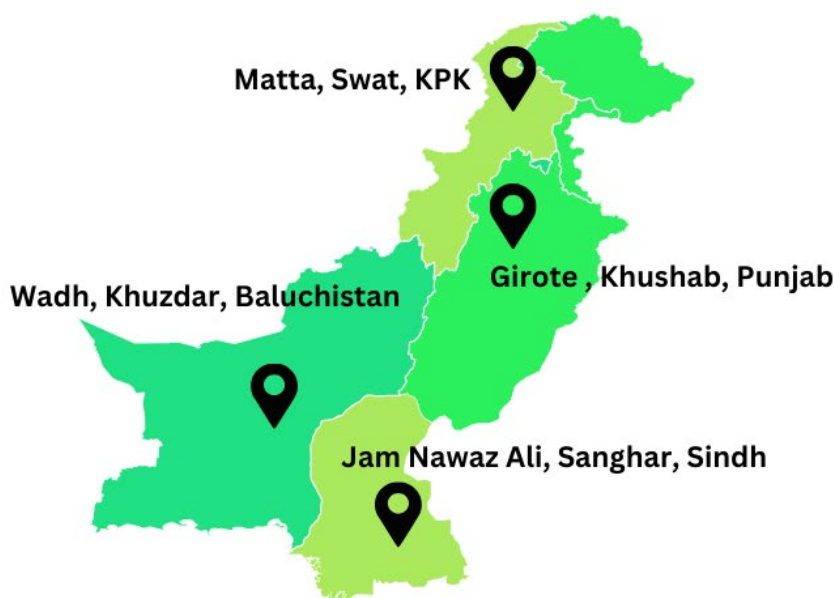 Matta, Swat, KPK
Girote , Khushab, Punjab
Wadh, Khuzdar, Baluchistan
Jam Nawaz Ali, Sanghar, Sindh